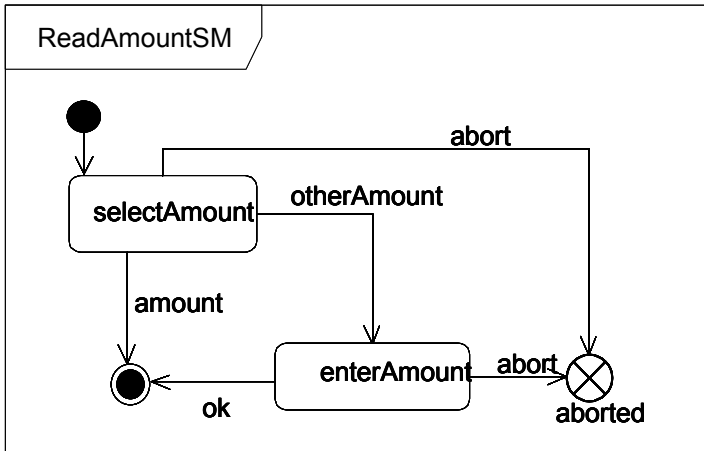 ReadAmountSM
abort
otherAmount
selectAmount
amount
enterAmount
abort
ok
aborted